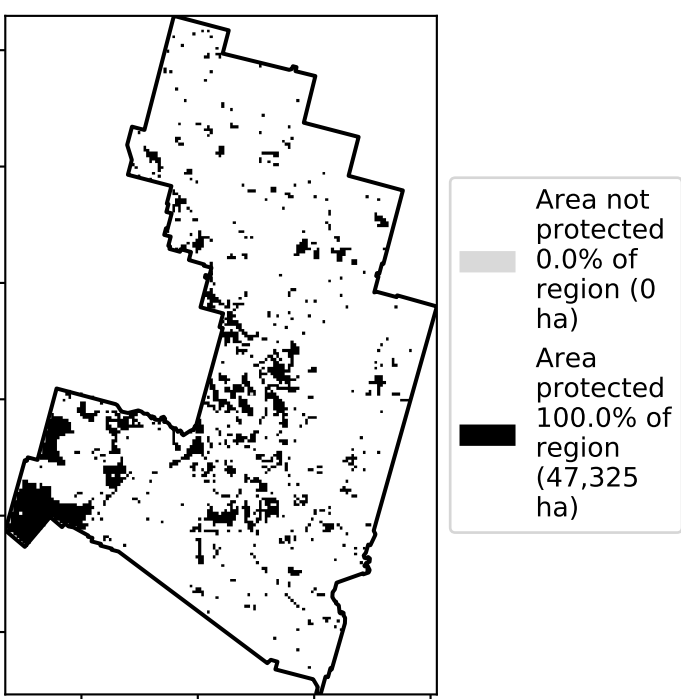 Area not
protected
0.0% of
region (0
ha)
Area
protected
100.0% of
region
(47,325
ha)